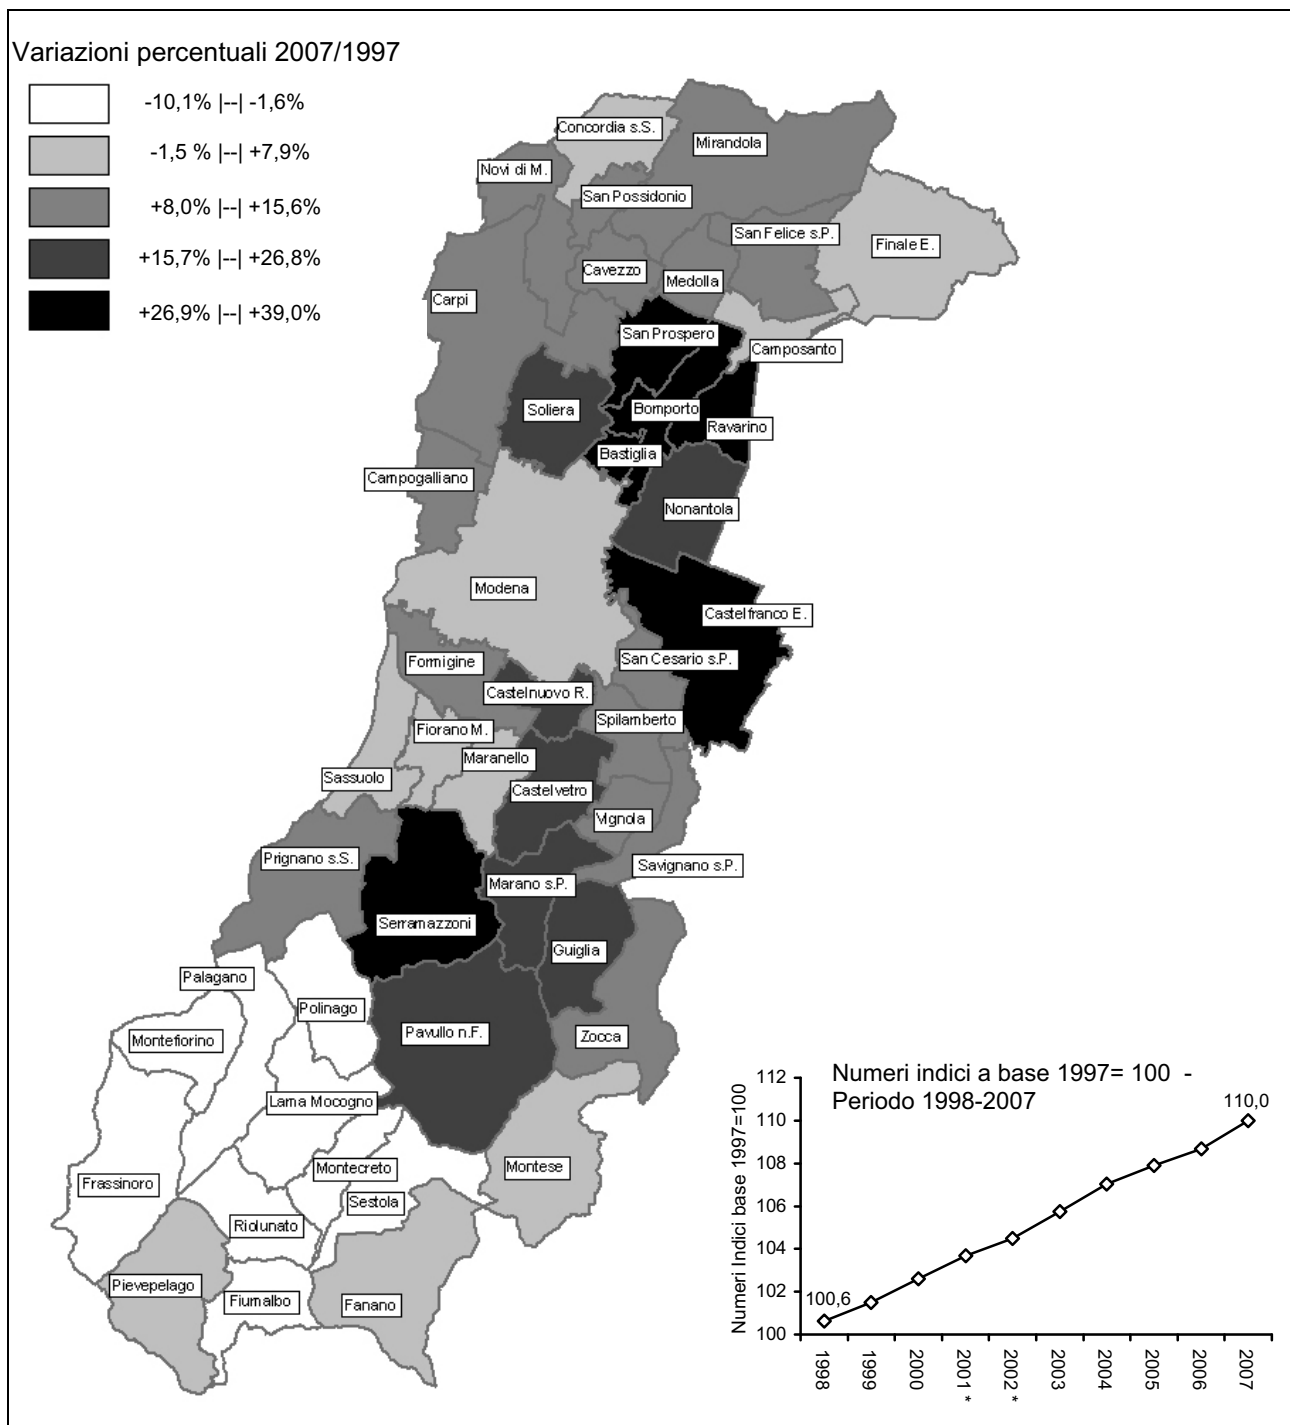 Variazioni percentuali 2007/1997
-10,1% |--| -1,6%
-1,5 % |--| +7,9%
+8,0% |--| +15,6%
+15,7% |--| +26,8%
+26,9% |--| +39,0%
Concordia s.S.
Mirandola
Novi di M.
San Possidonio
San Felice s.P.
Finale E.
Cavezzo
Medolla
Carpi
San Prospero
Camposanto
Soliera
Bomporto
Ravarino
Bastiglia
Campogalliano
Nonantola
Modena
Castelfranco E.
Formigine
San Cesario s.P.
Castelnuovo R.
Spilamberto
Fiorano M.
Maranello
Sassuolo
Castelvetro
Vignola
Prignano s.S.
Savignano s.P.
Marano s.P.
Serramazzoni
Guiglia
Palagano
Polinago
Pavullo n.F.
Zocca
Montefiorino
Lama Mocogno
Montecreto
Montese
Frassinoro
Sestola
Riolunato
Pievepelago
Fiumalbo
Fanano
Numeri indici a base 1997= 100 -
Periodo 1998-2007
Numeri Indici base 1997=100
112
110
108
106
104
102
100
110,0
100,6
1998
1999
2000
2001 *
2002 *
2003
2004
2005
2006
2007